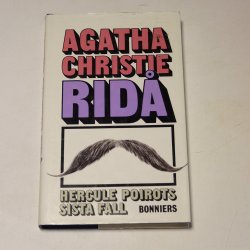 AGATHA
CHRISTIE
RIDÅ
HERCULE POIROTS
SISTA FALL BONNIERS